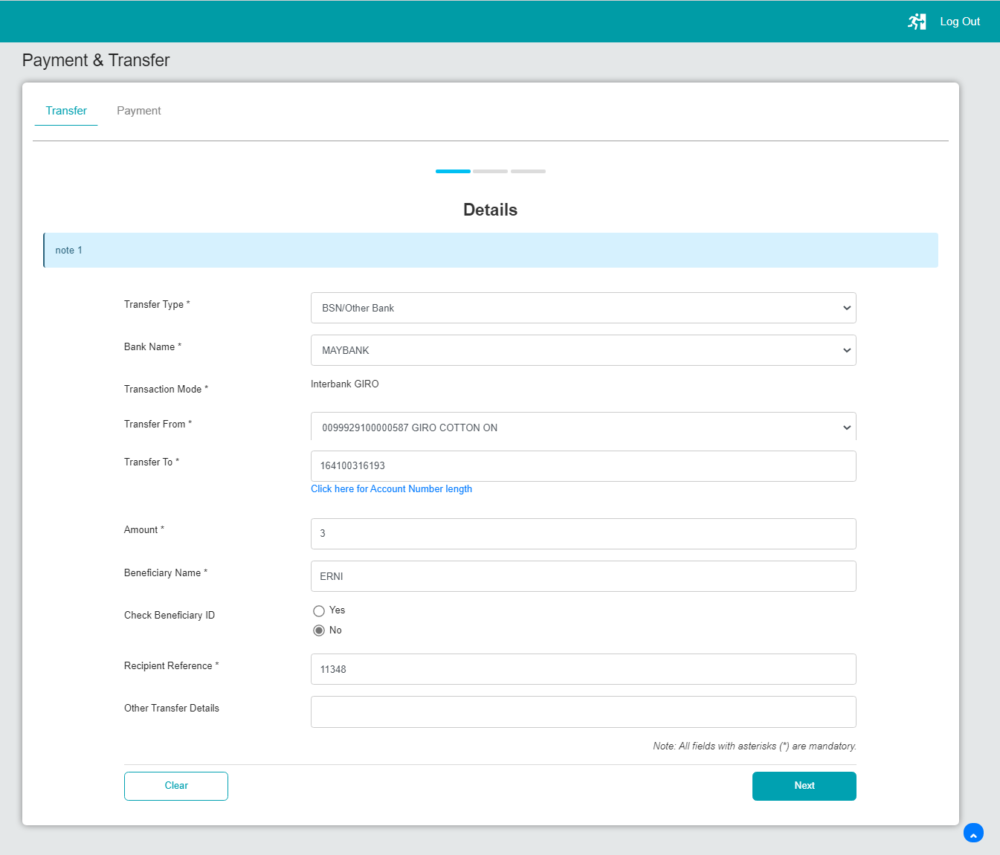 Log Out
Payment & Transfer
Transfer
Payment
Details
note 1
Transfer Type *
BSN/Other Bank
Bank Name *
MAYBANK
Transaction Mode *
Interbank GIRO
Transfer From *
0099929100000587 GIRO COTTON ON
Transfer To *
164100316193
Click here for Account Number length
Amount *
3
Beneficiary Name *
ERNI
Check Beneficiary ID
Yes
No
Recipient Reference *
11348
Other Transfer Details
Note: All fields with asterisks (*) are mandatory.
Clear
Next